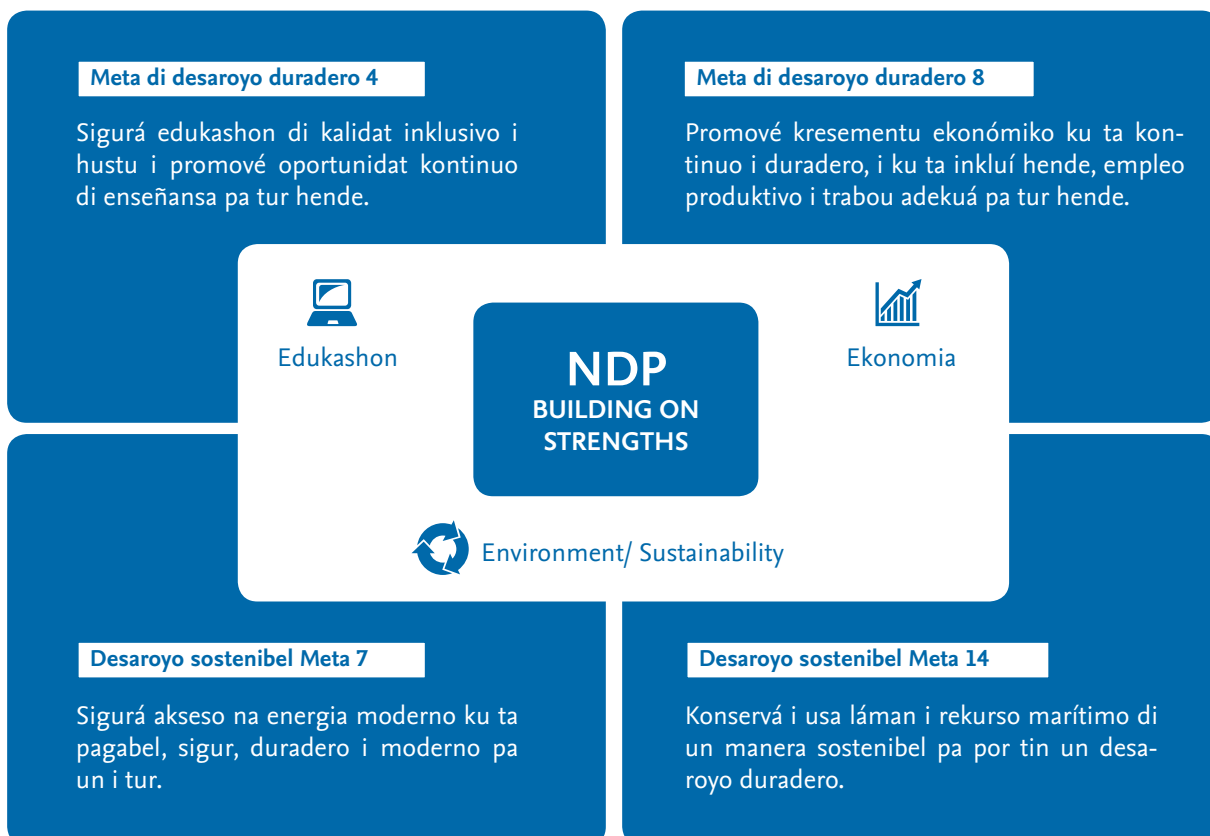 Meta di desaroyo duradero 4
Sigurá edukashon di kalidat inklusivo i
hustu i promové oportunidat kontinuo
di enseñansa pa tur hende.
Meta di desaroyo duradero 8
Promové kresementu ekonómiko ku ta kon-
tinuo i duradero, i ku ta inkluí hende, empleo
produktivo i trabou adekuá pa tur hende.
Edukashon
NDP
BUILDING ON
STRENGTHS
Ekonomia
Environment/ Sustainability
Desaroyo sostenibel Meta 7
Sigurá akseso na energia moderno ku ta
pagabel, sigur, duradero i moderno pa
un i tur.
Desaroyo sostenibel Meta 14
Konservá i usa láman i rekurso marítimo di
un manera sostenibel pa por tin un desa-
royo duradero.